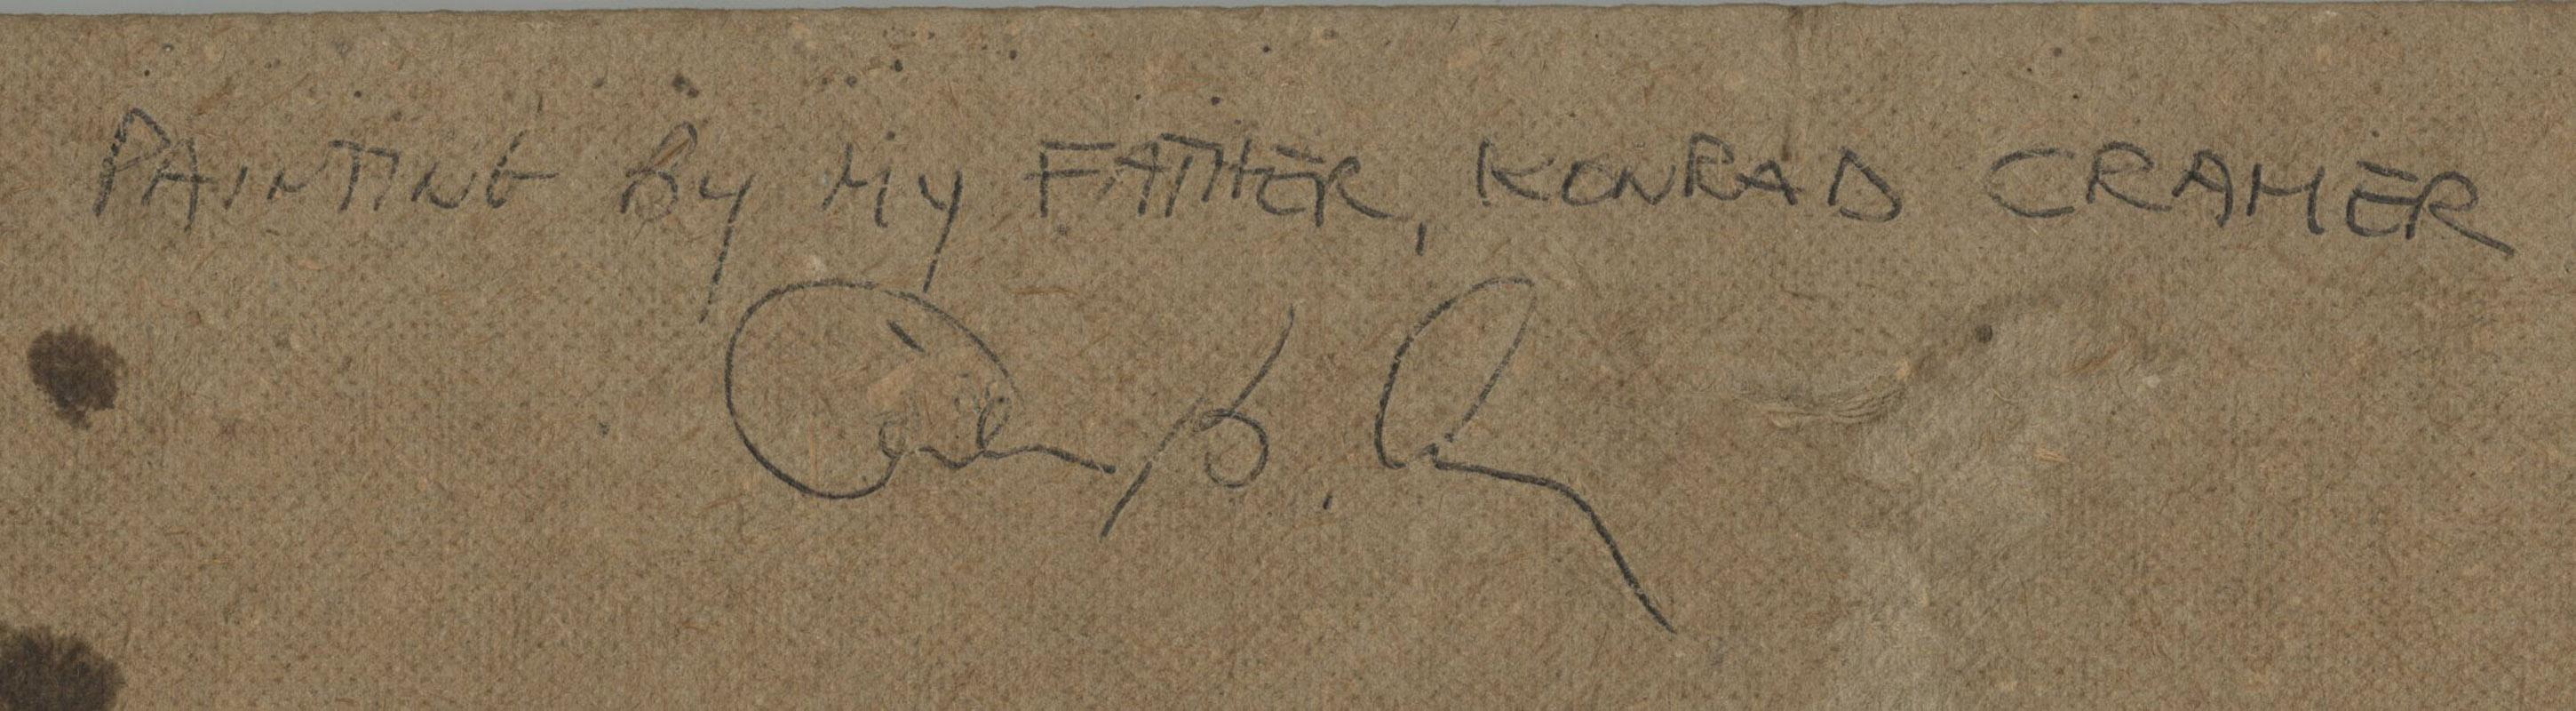 PAINTING By My FATHER, KONRAD CRAMER